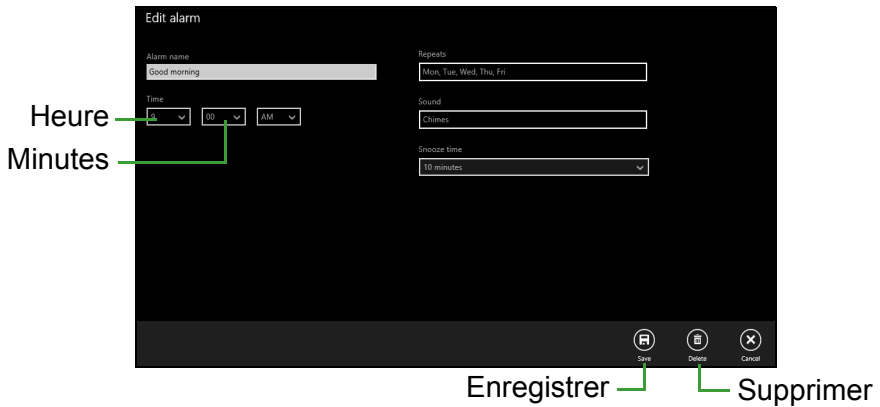 Edit alarm
Alarm name
Good morning
Time
00
AM
Repeats
Mon, Tue, Wed, Thu, Fri
Sound
Chimes
Snooze time
10 minutes
Heure
Minutes
Save
Delete
Cancel
Enregistrer
Supprimer